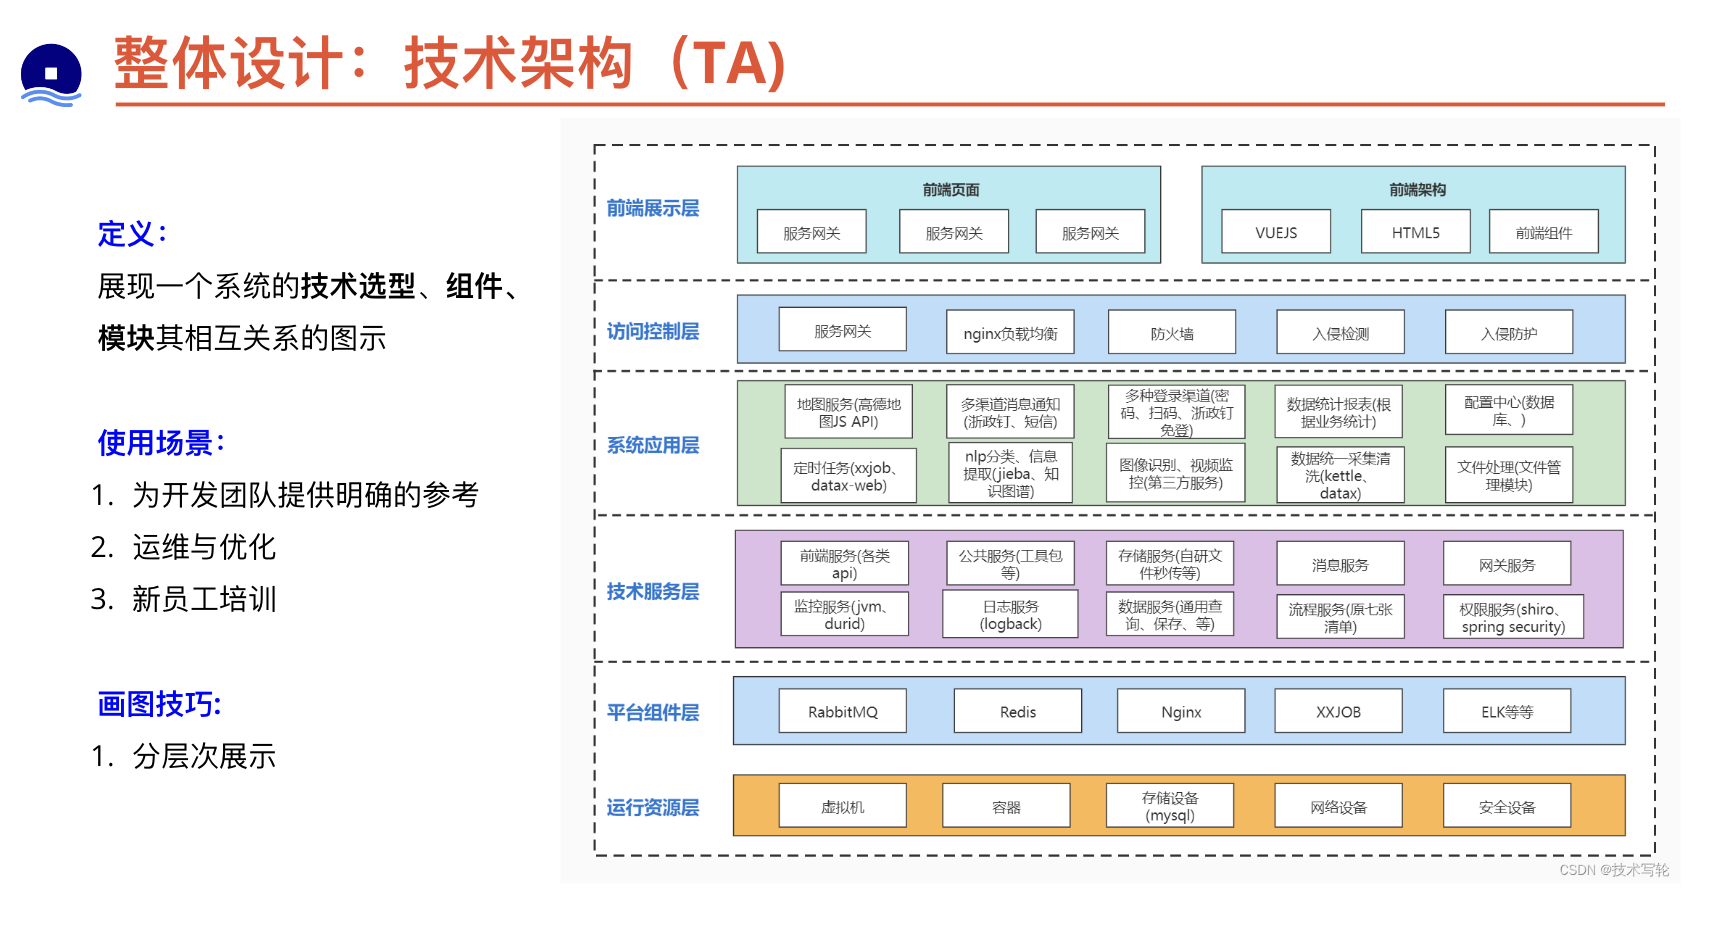 整体设计：技术架构（TA）
定义：
展现一个系统的技术选型、组件、
模块其相互关系的图示
使用场景：
1. 为开发团队提供明确的参考
2. 运维与优化
3. 新员工培训
画图技巧:
1. 分层次展示
前端展示层
前端页面
服务网关
服务网关
服务网关
前端架构
VUEJS
HTML5
前端组件
访问控制层
服务网关
nginx负载均衡
防火墙
入侵检测
入侵防护
系统应用层
地图服务(高德地
图JS API)
多渠道消息通知
(浙政钉、短信)
多种登录渠道(密
码、扫码、浙政钉
免登)
数据统计报表(根
据业务统计)
配置中心(数据
库、)
定时任务(xxjob、
datax-web)
nlp分类、信息
提取(jieba、知
识图谱)
图像识别、视频监
控(第三方服务)
数据统一采集清
洗(kettle、
datax)
文件处理(文件管
理模块)
技术服务层
前端服务(各类
api)
公共服务(工具包
等)
存储服务(自研文
件秒传等)
消息服务
网关服务
监控服务(jvm、
durid)
日志服务
(logback)
数据服务(通用查
询、保存、等)
流程服务(原七张
清单)
权限服务(shiro、
spring security)
平台组件层
RabbitMQ
Redis
Nginx
XXJOB
ELK等等
运行资源层
虚拟机
容器
存储设备
(mysql)
网络设备
安全设备
CSDN @技术写轮